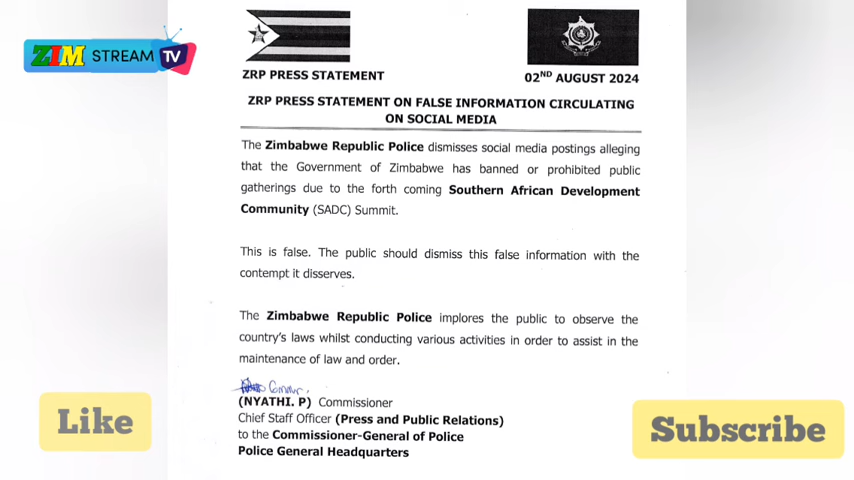 ZIM STREAM TV
ZRP PRESS STATEMENT
02ND AUGUST 2024
ZRP PRESS STATEMENT ON FALSE INFORMATION CIRCULATING
ON SOCIAL MEDIA
The Zimbabwe Republic Police dismisses social media postings alleging
that the Government of Zimbabwe has banned or prohibited public
gatherings due to the forth coming Southern African Development
Community (SADC) Summit.
This is false. The public should dismiss this false information with the
contempt it disserves.
The Zimbabwe Republic Police implores the public to observe the
country's laws whilst conducting various activities in order to assist in the
maintenance of law and order.
(NYATHI. P) Commissioner
Chief Staff Officer (Press and Public Relations)
to the Commissioner-General of Police
Police General Headquarters
Like
Subscribe